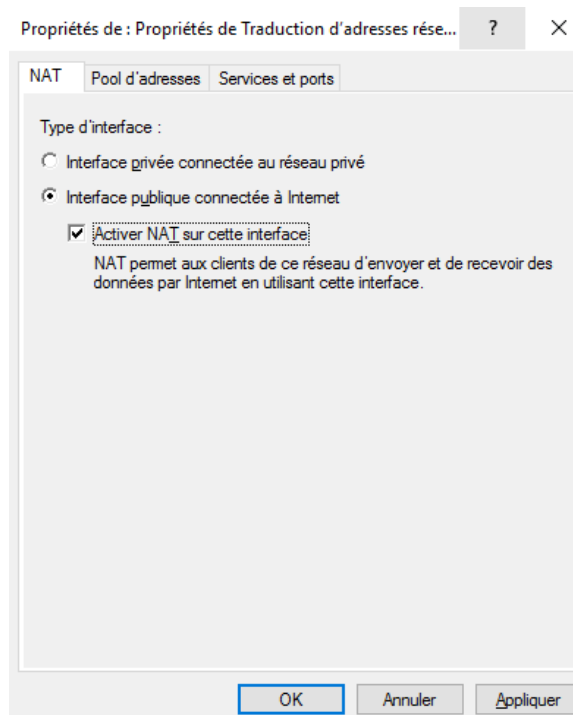 Propriétés de : Propriétés de Traduction d'adresses rése... ?
NAT Pool d'adresses Services et ports
Type d'interface :
Interface privée connectée au réseau privé
Interface publique connectée à Internet
Activer NAT sur cette interface
NAT permet aux clients de ce réseau d'envoyer et de recevoir des
données par Internet en utilisant cette interface.
OK Annuler Appliquer